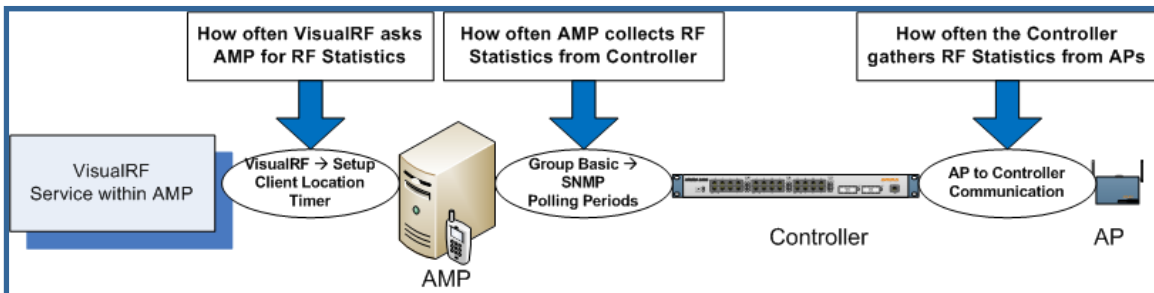 How often VisualRF asks
AMP for RF Statistics
How often AMP collects RF
Statistics from Controller
How often the Controller
gathers RF Statistics from APs
VisualRF
Service within AMP
VisualRF → Setup
Client Location
Timer
Group Basic →
SNMP
Polling Periods
AP to Controller
Communication
AMP
Controller
AP